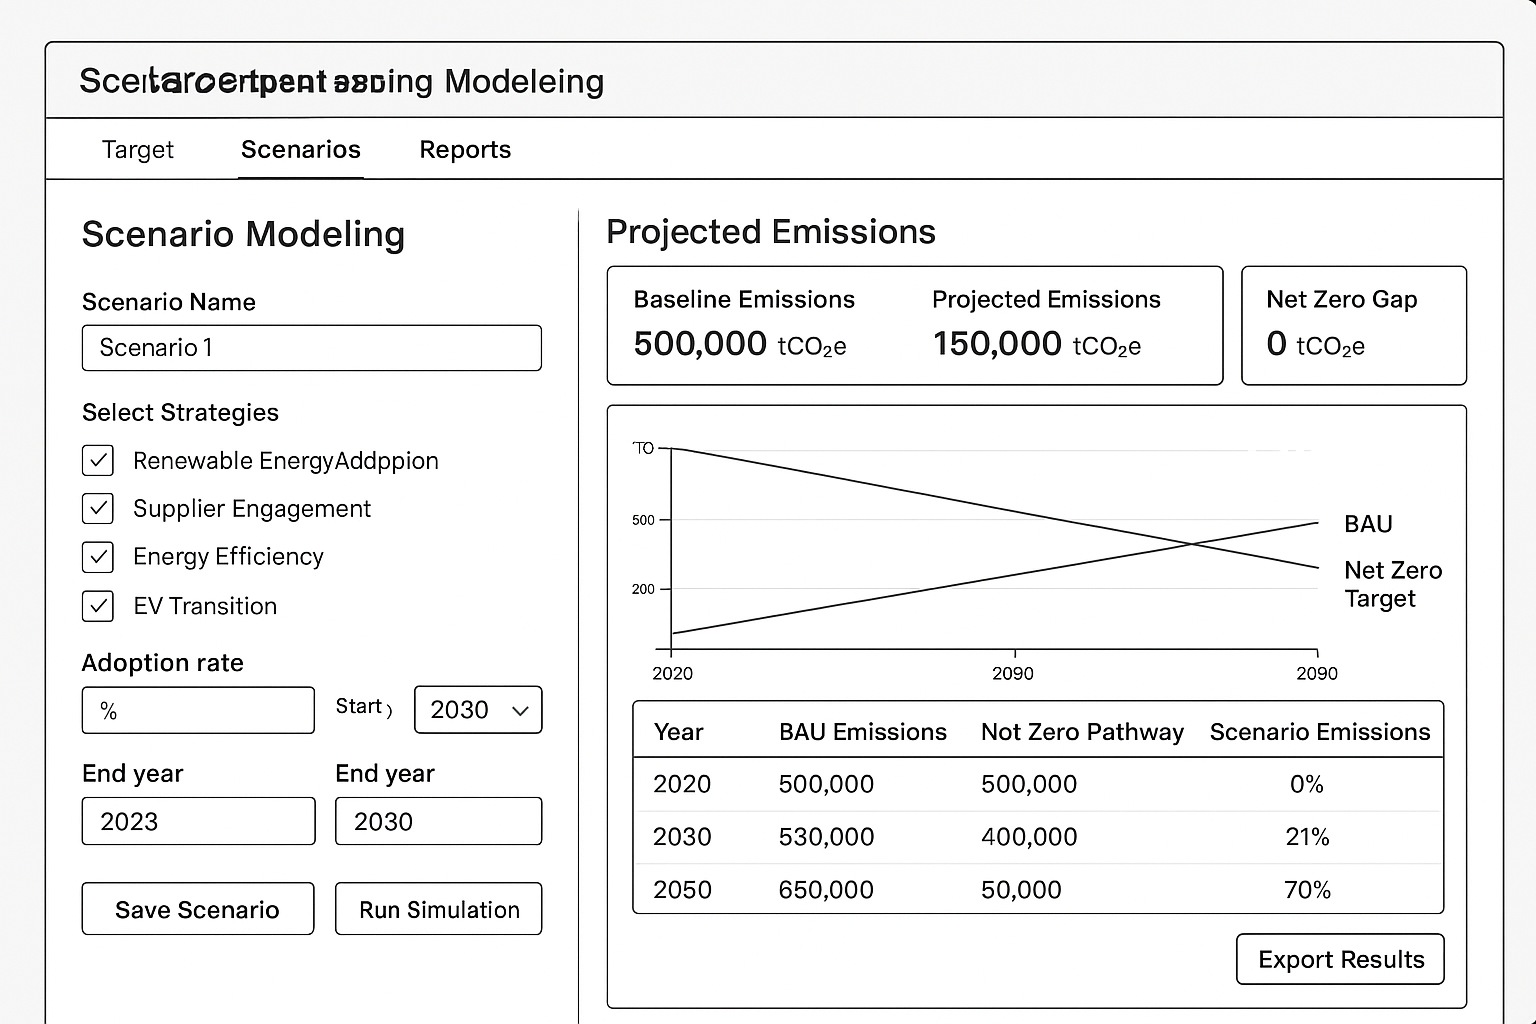 Modeleing
Target Scenarios Reports
Scenario Modeling
Scenario Name
Scenario 1
Select Strategies
Renewable EnergyAddppion
Supplier Engagement
Energy Efficiency
EV Transition
Adoption rate
%
Start )
2030
End year End year
2023 2030
Save Scenario Run Simulation
Projected Emissions
Baseline Emissions Projected Emissions Net Zero Gap
500,000 tCO₂e 150,000 tCO₂e 0 tCO₂e
TO
500
200
BAU
Net Zero
Target
2020 2090 2090
Year BAU Emissions Not Zero Pathway Scenario Emissions
2020 500,000 500,000 0%
2030 530,000 400,000 21%
2050 650,000 50,000 70%
Export Results